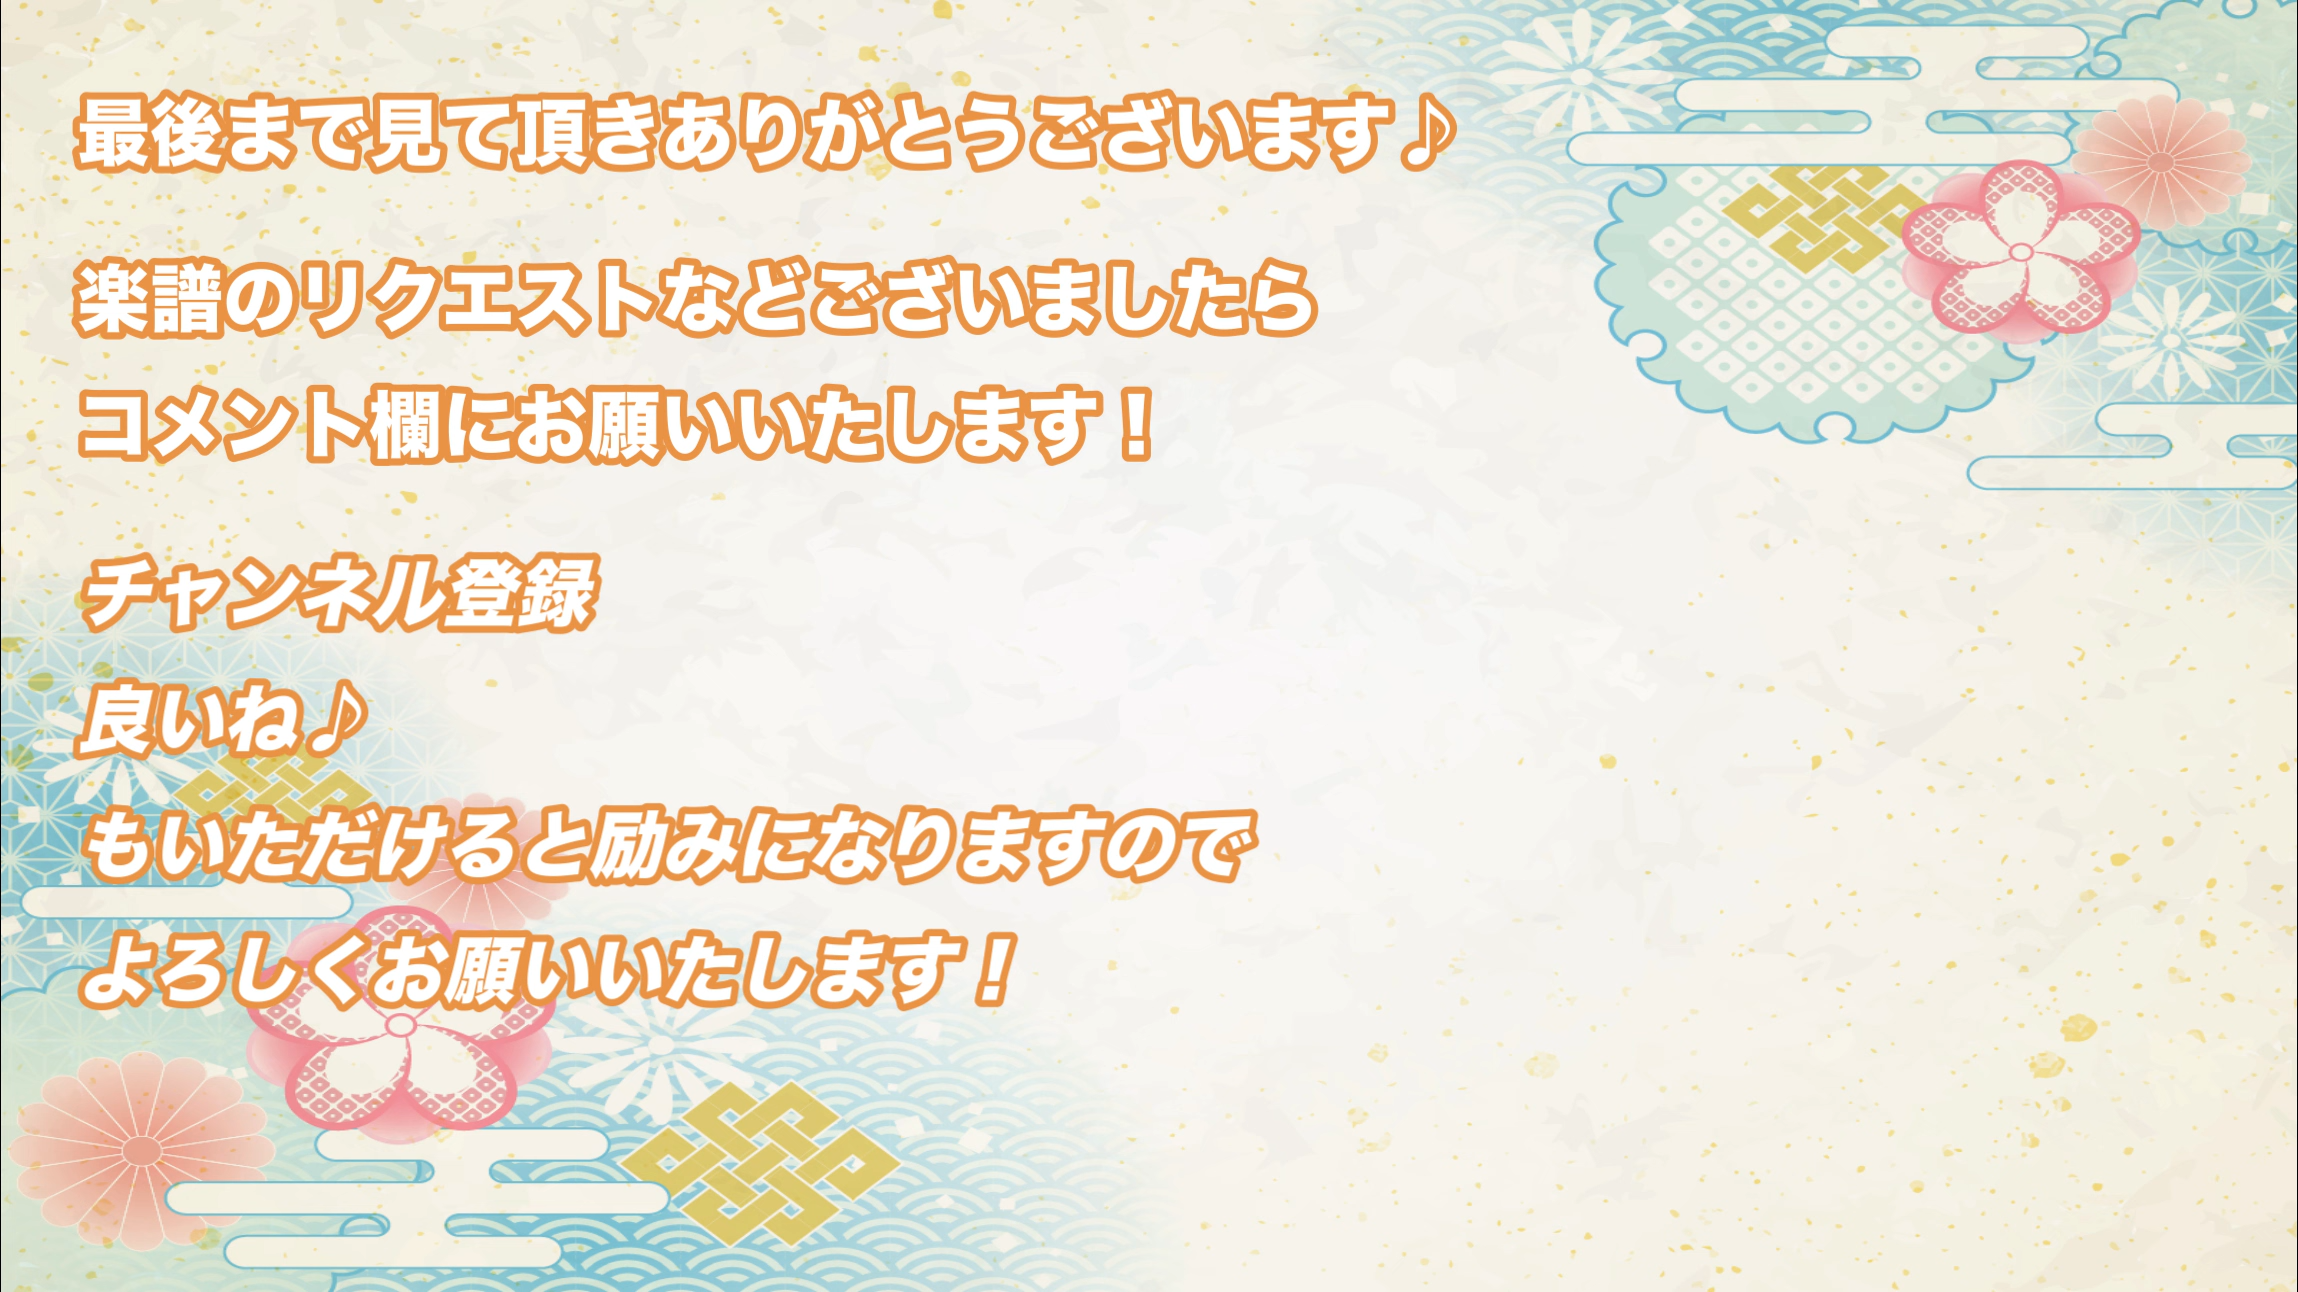 最後まで見て頂きありがとうございます♪
楽譜のリクエストなどございましたら
コメント欄にお願いいたします！
チャンネル登録
良いね♪
もいただけると励みになりますので
よろしくお願いいたします！